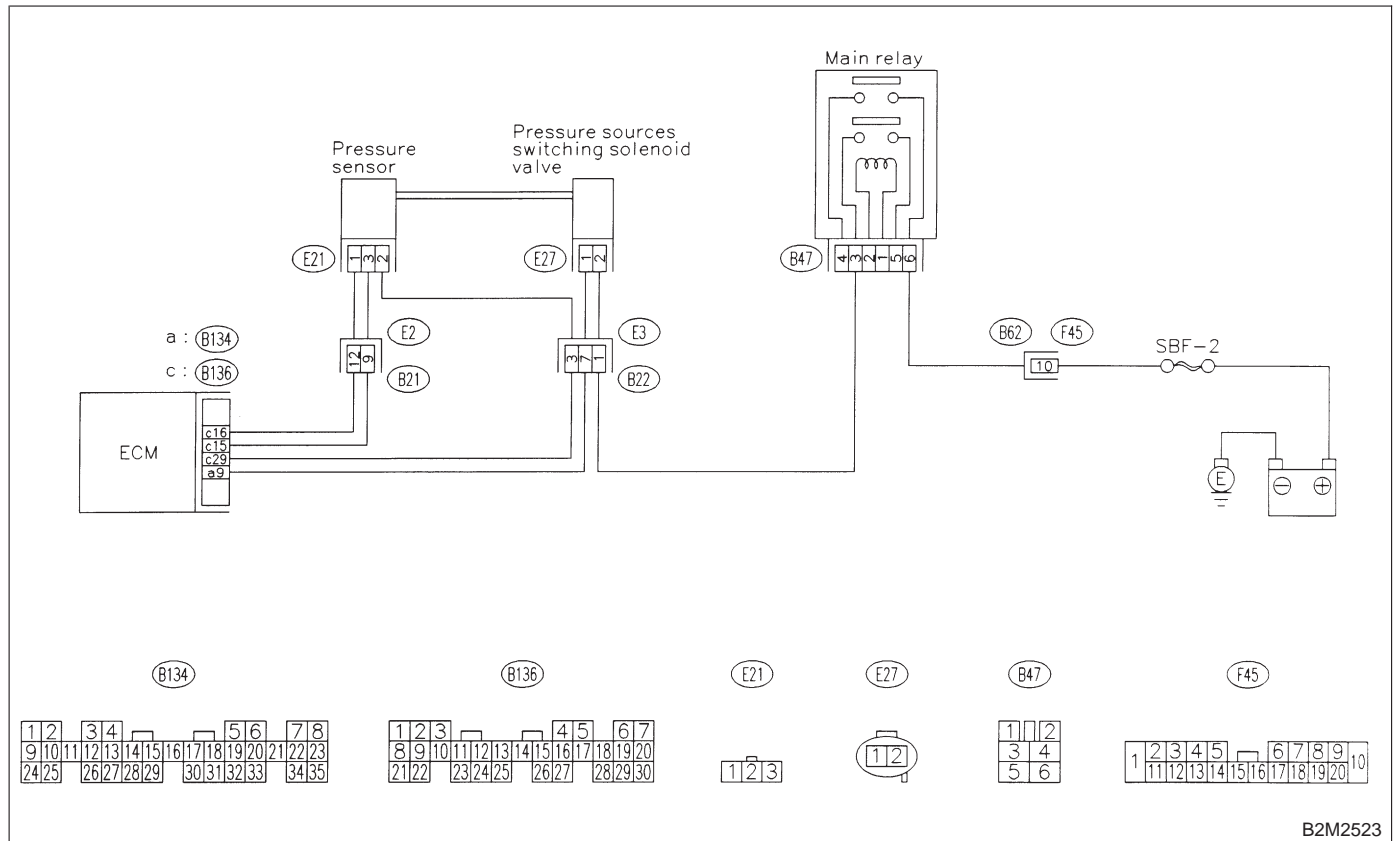 Main relay
Pressure sources
switching solenoid
valve
Pressure
sensor
E21
1 3 2
E27
1 2
B47
4 3 2 1 5 6
a : B134
c : B136
E2
12 9
B21
E3
3 7 1
B22
B62
F45
10
SBF-2
ECM
c16
c15
c29
a9
E
− +
B134
1 2 3 4 5 6 7 8
9 10 11 12 13 14 15 16 17 18 19 20 21 22 23
24 25 26 27 28 29 30 31 32 33 34 35
B136
1 2 3 4 5 6 7
8 9 10 11 12 13 14 15 16 17 18 19 20
21 22 23 24 25 26 27 28 29 30
E21
1 2 3
E27
1 2
B47
1 2
3 4
5 6
F45
1 2 3 4 5 6 7 8 9 10
11 12 13 14 15 16 17 18 19 20
B2M2523